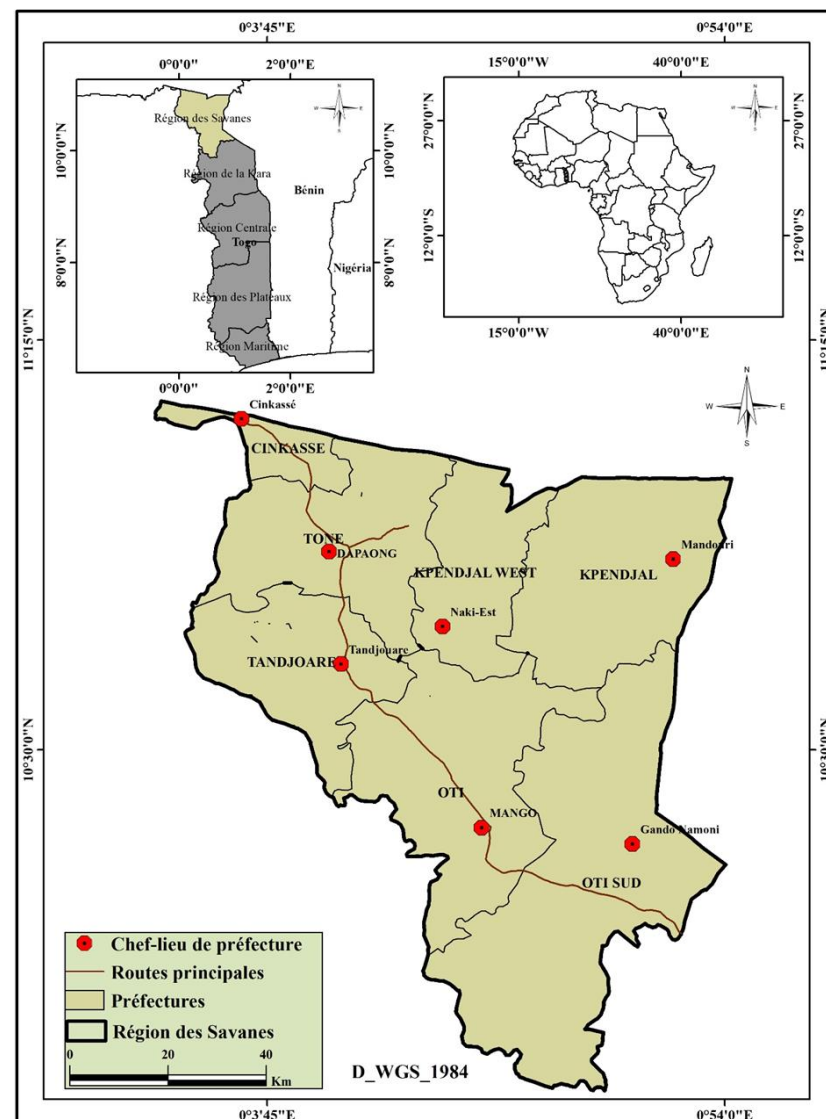 0°3'45"E
0°54'0"E
0°0'0"
2°0'0"E
15°0'0"W
40°0'0"E
N
W E
S
N
W E
S
10°0'0"N
8°0'0"N
10°0'0"N
8°0'0"N
27°0'0"N
12°0'0"S
27°0'0"N
12°0'0"S
Région des Savanes
Région de la Kara
Bénin
Région Centrale
Togo
Nigéria
Région des Plateaux
Région Maritime
0°0'0"
2°0'0"E
15°0'0"W
40°0'0"E
11°15'0"N
11°15'0"N
N
W E
S
Cinkassé
CINKASSE
TONE
DAPAONG
KPENDJAL WEST
KPENDJAL
Mandouri
Naki-Est
TANDJOARE
Tandjouare
10°30'0"N
10°30'0"N
OTI
MANGO
Gando Namoni
OTI SUD
Chef-lieu de préfecture
Routes principales
Préfectures
Région des Savanes
0 20 40
Km
D_WGS_1984
0°3'45"E
0°54'0"E